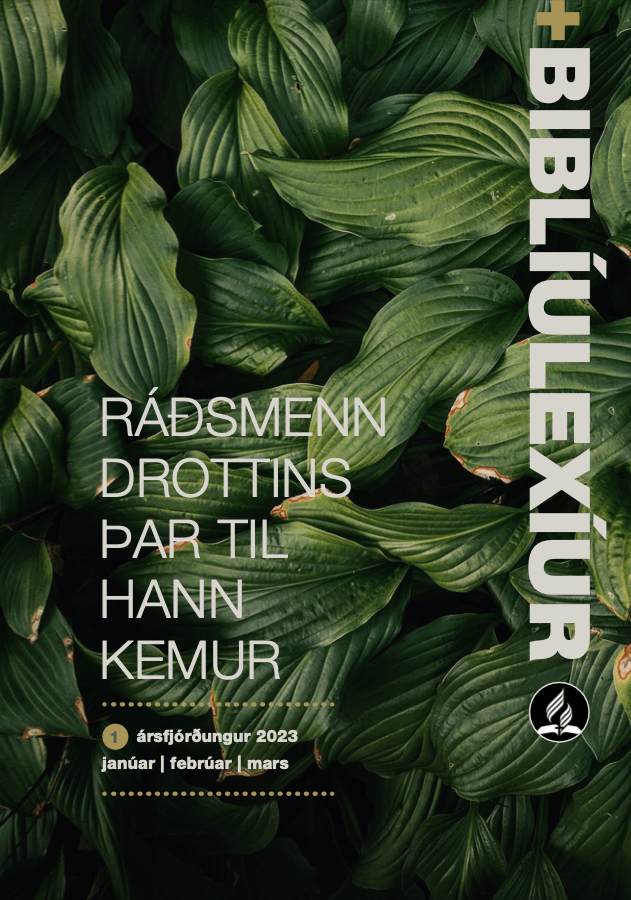 +BIBLÍULEXÍUR
RÁÐSMENN
DROTTINS
ÞAR TIL
HANN
KEMUR
1 ársfjórðungur 2023
janúar | febrúar | mars